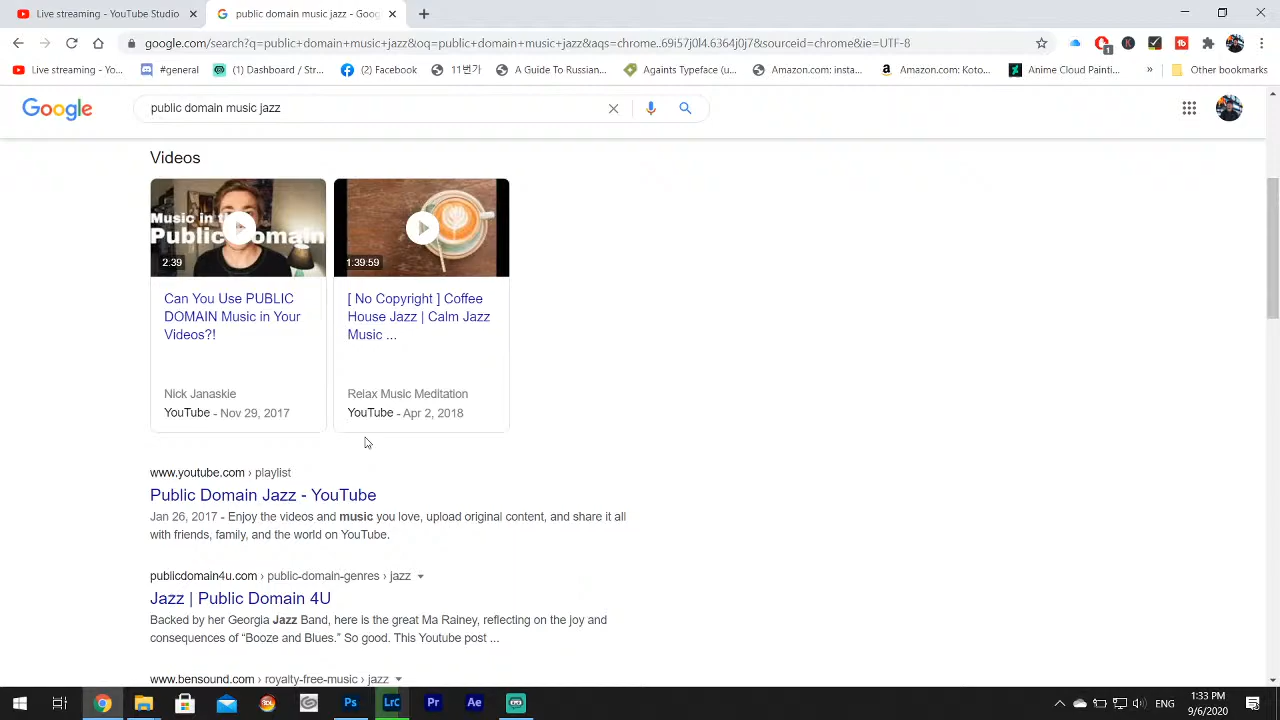 Live streaming - YouTube Studio
public domain music jazz - Goog
google.com/search?q=public+domain+music+jazz&oq=public+domain+music+jazz&aqs=chrome..69i57j0l4.6364j0j7&sourceid=chrome&ie=UTF-8
Live streaming - Yo...
#general
(1) Dashboard / Str...
(2) Facebook
11번가
A Guide To Russian...
Againts Typeface (u...
Amazon.com: insta...
Amazon.com: Koto...
Anime Cloud Painti...
»
Other bookmarks
Google
public domain music jazz
Videos
Music in th
Public Domain
2:39
1:39:59
Can You Use PUBLIC
DOMAIN Music in Your
Videos?!
[ No Copyright ] Coffee
House Jazz | Calm Jazz
Music ...
Nick Janaskie
YouTube - Nov 29, 2017
Relax Music Meditation
YouTube - Apr 2, 2018
www.youtube.com › playlist
Public Domain Jazz - YouTube
Jan 26, 2017 - Enjoy the videos and music you love, upload original content, and share it all
with friends, family, and the world on YouTube.
publicdomain4u.com › public-domain-genres › jazz
Jazz | Public Domain 4U
Backed by her Georgia Jazz Band, here is the great Ma Rainey, reflecting on the joy and
consequences of “Booze and Blues.” So good. This Youtube post ...
www.bensound.com › royalty-free-music › jazz
Ps
Lrc
Pr
Ae
ENG
1:33 PM
9/6/2020